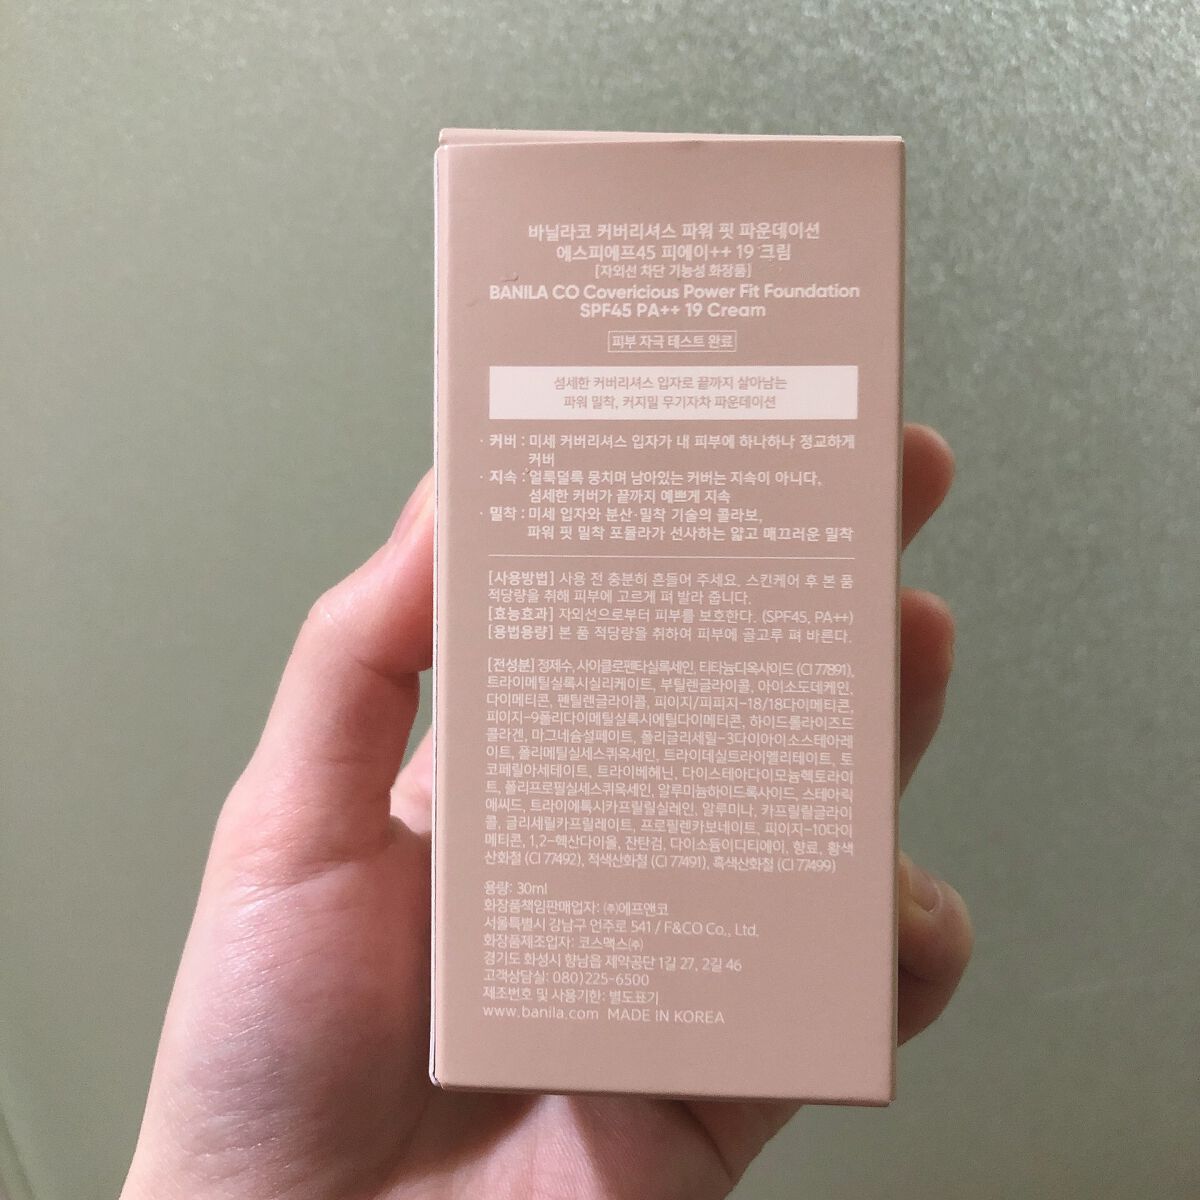 바닐라코 커버리셔스 파워 핏 파운데이션
에스피에프45 피에이++ 19 크림
[자외선 차단 기능성 화장품]
BANILA CO Covericious Power Fit Foundation
SPF45 PA++ 19 Cream
피부 자극 테스트 완료
섬세한 커버리셔스 입자로 끝까지 살아남는
파워 밀착, 커지밀 무기자차 파운데이션
· 커버 : 미세 커버리셔스 입자가 내 피부에 하나하나 정교하게
커버
· 지속 : 얼룩덜룩 뭉치며 남아있는 커버는 지속이 아니다,
섬세한 커버가 끝까지 예쁘게 지속
· 밀착 : 미세 입자와 분산·밀착 기술의 콜라보,
파워 핏 밀착 포뮬라가 선사하는 얇고 매끄러운 밀착
[사용방법] 사용 전 충분히 흔들어 주세요. 스킨케어 후 본 품
적당량을 취해 피부에 고르게 펴 발라 줍니다.
[효능효과] 자외선으로부터 피부를 보호한다. (SPF45, PA++)
[용법용량] 본 품 적당량을 취하여 피부에 골고루 펴 바른다.
[전성분] 정제수, 사이클로펜타실록세인, 티타늄디옥사이드 (CI 77891),
트라이메틸실록시실리케이트, 부틸렌글라이콜, 아이소도데케인,
다이메티콘, 펜틸렌글라이콜, 피이지/피피지-18/18다이메티콘,
피이지-9폴리다이메틸실록시에틸다이메티콘, 하이드롤라이즈드
콜라겐, 마그네슘설페이트, 폴리글리세릴-3다이아이소스테아레
이트, 폴리메틸실세스퀴옥세인, 트라이데실트라이멜리테이트, 토
코페릴아세테이트, 트라이베헤닌, 다이스테아다이모늄헥토라이
트, 폴리프로필실세스퀴옥세인, 알루미늄하이드록사이드, 스테아릭
애씨드, 트라이에톡시카프릴릴실레인, 알루미나, 카프릴릴글라이
콜, 글리세릴카프릴레이트, 프로필렌카보네이트, 피이지-10다이
메티콘, 1,2-헥산다이올, 잔탄검, 다이소듐이디티에이, 향료, 황색
산화철 (CI 77492), 적색산화철 (CI 77491), 흑색산화철 (CI 77499)
용량: 30ml
화장품책임판매업자: ㈜에프앤코
서울특별시 강남구 언주로 541 / F&CO Co., Ltd.
화장품제조업자: 코스맥스㈜
경기도 화성시 향남읍 제약공단 1길 27, 2길 46
고객상담실: 080)225-6500
제조번호 및 사용기한: 별도표기
www.banila.com MADE IN KOREA